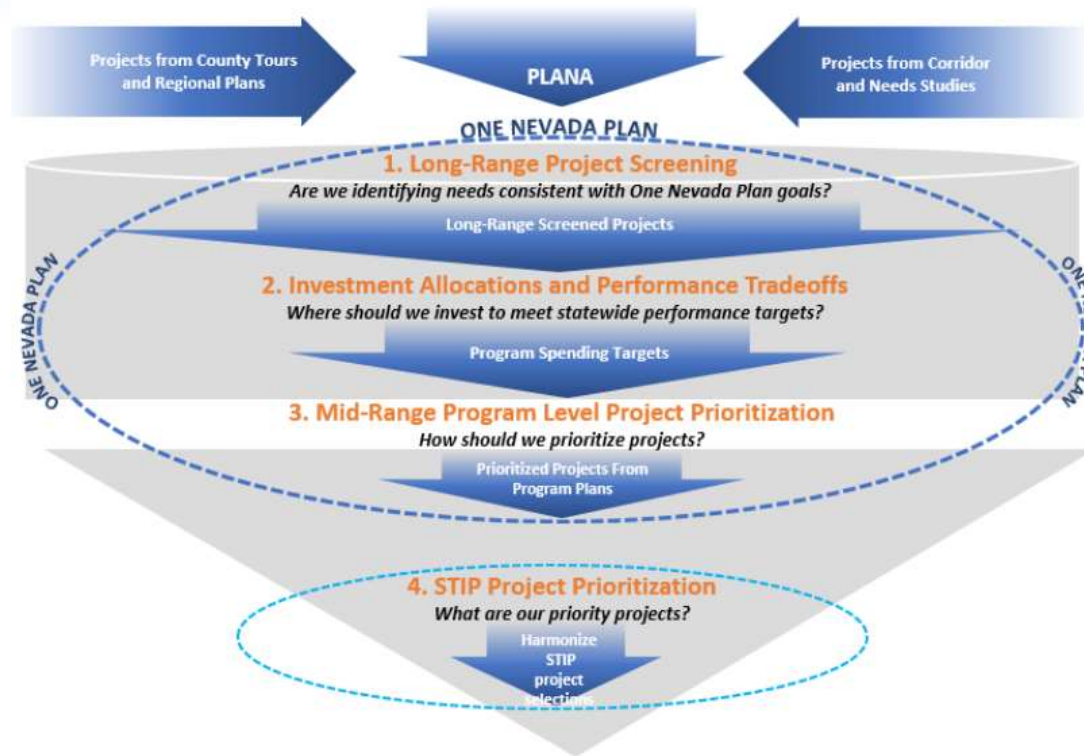 Projects from County Tours
and Regional Plans
PLANA
Projects from Corridor
and Needs Studies
ONE NEVADA PLAN
1. Long-Range Project Screening
Are we identifying needs consistent with One Nevada Plan goals?
Long-Range Screened Projects
2. Investment Allocations and Performance Tradeoffs
Where should we invest to meet statewide performance targets?
Program Spending Targets
ONE NEVADA PLAN
3. Mid-Range Program Level Project Prioritization
How should we prioritize projects?
Prioritized Projects From
Program Plans
4. STIP Project Prioritization
What are our priority projects?
Harmonize
STIP
project
selections